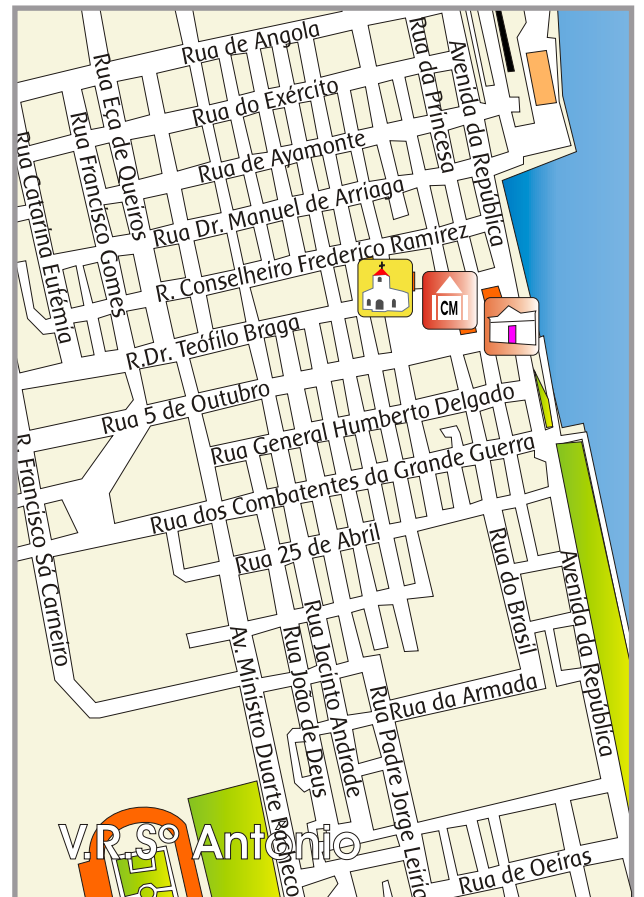 Rua de Angola
Rua da Princesa
Avenida da República
Rua Eça de Queiros
Rua do Exército
Rua Francisco Gomes
Rua Catarina Eufémia
Rua de Ayamonte
Rua Dr. Manuel de Arriaga
R. Conselheiro Frederico Ramirez
CM
R.Dr. Teófilo Braga
Rua 5 de Outubro
Rua General Humberto Delgado
R. Francisco Sá Carneiro
Rua dos Combatentes da Grande Guerra
Rua 25 de Abril
Rua do Brasil
Avenida da República
Av. Ministro Duarte Pacheco
Rua João de Deus
Rua Jacinto Andrade
Rua Padre Jorge Leiria
Rua da Armada
V.R.Sº António
Rua de Oeiras